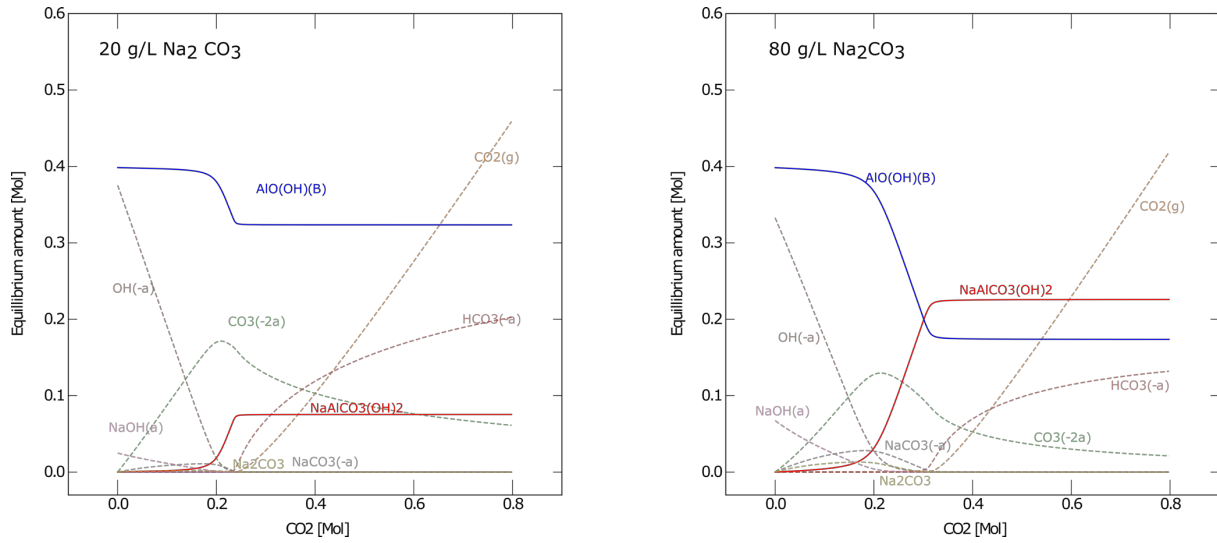 20 g/L Na2 CO3
Equillibrium amount [Mol]
0.6
0.5
0.4
0.3
0.2
0.1
0.0
CO2(g)
AlO(OH)(B)
OH(-a)
CO3(-2a)
HCO3(-a)
NaAlCO3(OH)2
NaOH(a)
Na2CO3
NaCO3(-a)
0.0 0.2 0.4 0.6 0.8
CO2 [Mol]
80 g/L Na2CO3
Equillibrium amount [Mol]
0.6
0.5
0.4
0.3
0.2
0.1
0.0
AlO(OH)(B)
CO2(g)
NaAlCO3(OH)2
OH(-a)
HCO3(-a)
NaOH(a)
CO3(-2a)
NaCO3(-a)
Na2CO3
0.0 0.2 0.4 0.6 0.8
CO2 [Mol]